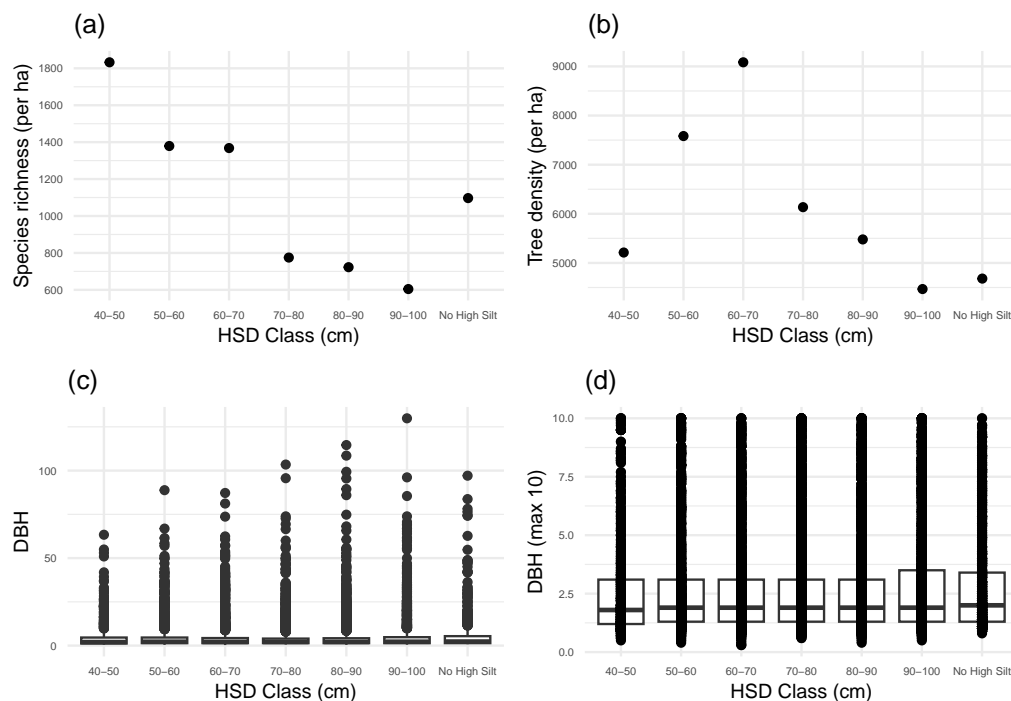 (a)
Species richness (per ha)
1800
1600
1400
1200
1000
800
600
40−50 50−60 60−70 70−80 80−90 90−100 No High Silt
HSD Class (cm)
(b)
Tree density (per ha)
9000
8000
7000
6000
5000
40−50 50−60 60−70 70−80 80−90 90−100 No High Silt
HSD Class (cm)
(c)
DBH
100
50
0
40−50 50−60 60−70 70−80 80−90 90−100 No High Silt
HSD Class (cm)
(d)
DBH (max 10)
10.0
7.5
5.0
2.5
0.0
40−50 50−60 60−70 70−80 80−90 90−100 No High Silt
HSD Class (cm)